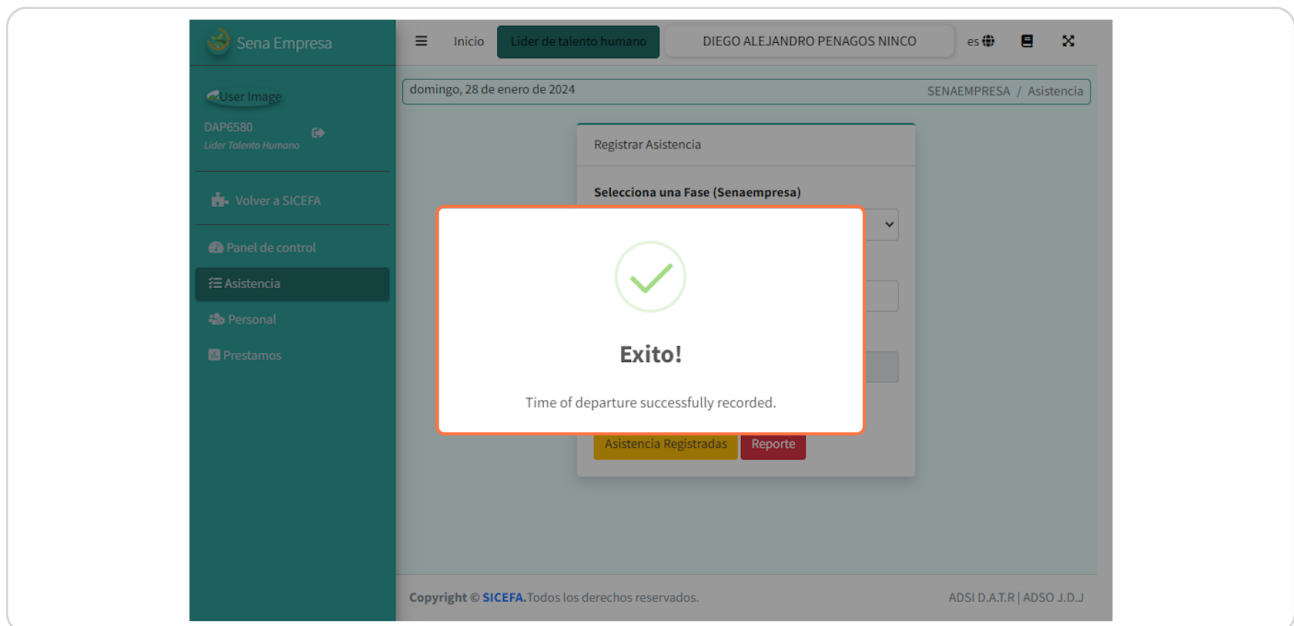 Sena Empresa
Inicio
Lider de talento humano
DIEGO ALEJANDRO PENAGOS NINCO
es
User Image
DAP6580
Lider Talento Humano
Volver a SICEFA
Panel de control
Asistencia
Personal
Prestamos
domingo, 28 de enero de 2024
SENAEMPRESA / Asistencia
Registrar Asistencia
Selecciona una Fase (Senaempresa)
Exito!
Time of departure successfully recorded.
Asistencia Registradas
Reporte
Copyright © SICEFA.Todos los derechos reservados.
ADSI D.A.T.R | ADSO J.D.J